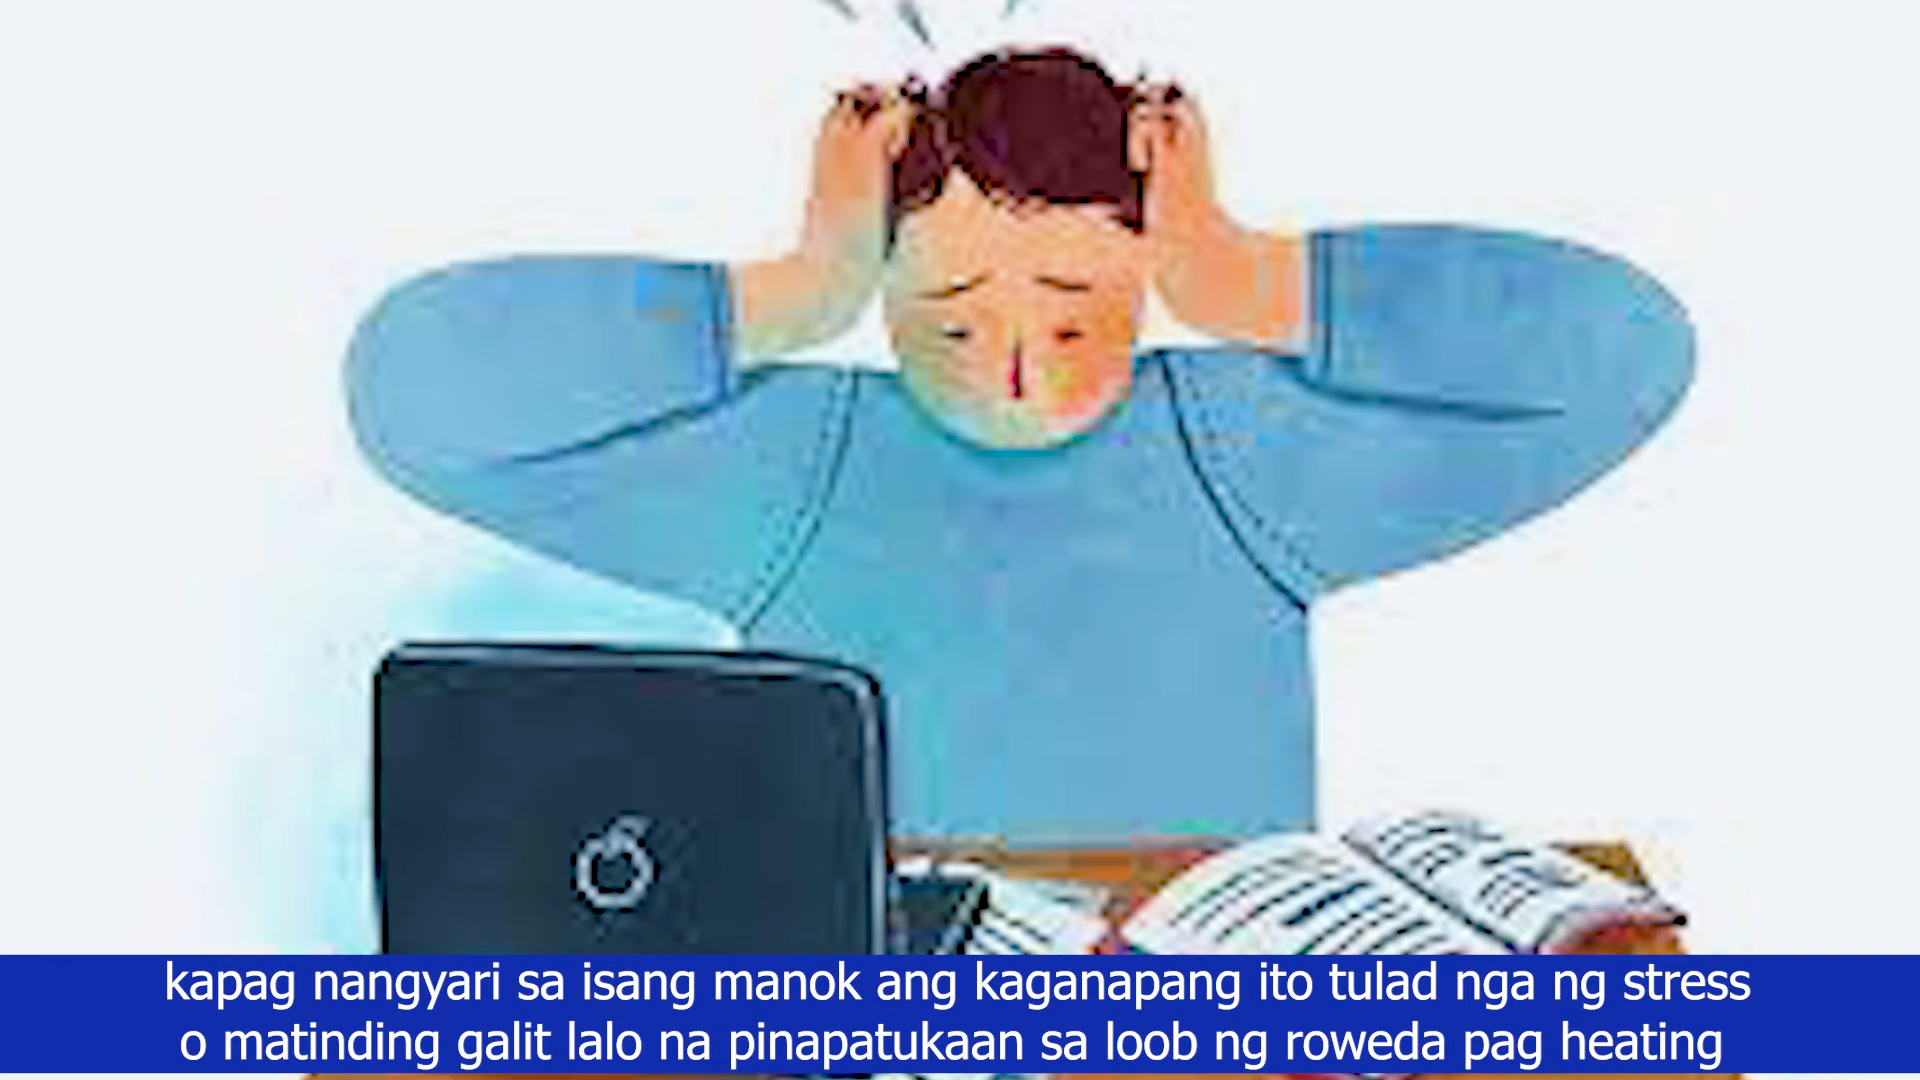 kapag nangyari sa isang manok ang kaganapang ito tulad nga ng stress
o matinding galit lalo na pinapatukaan sa loob ng roweda pag heating